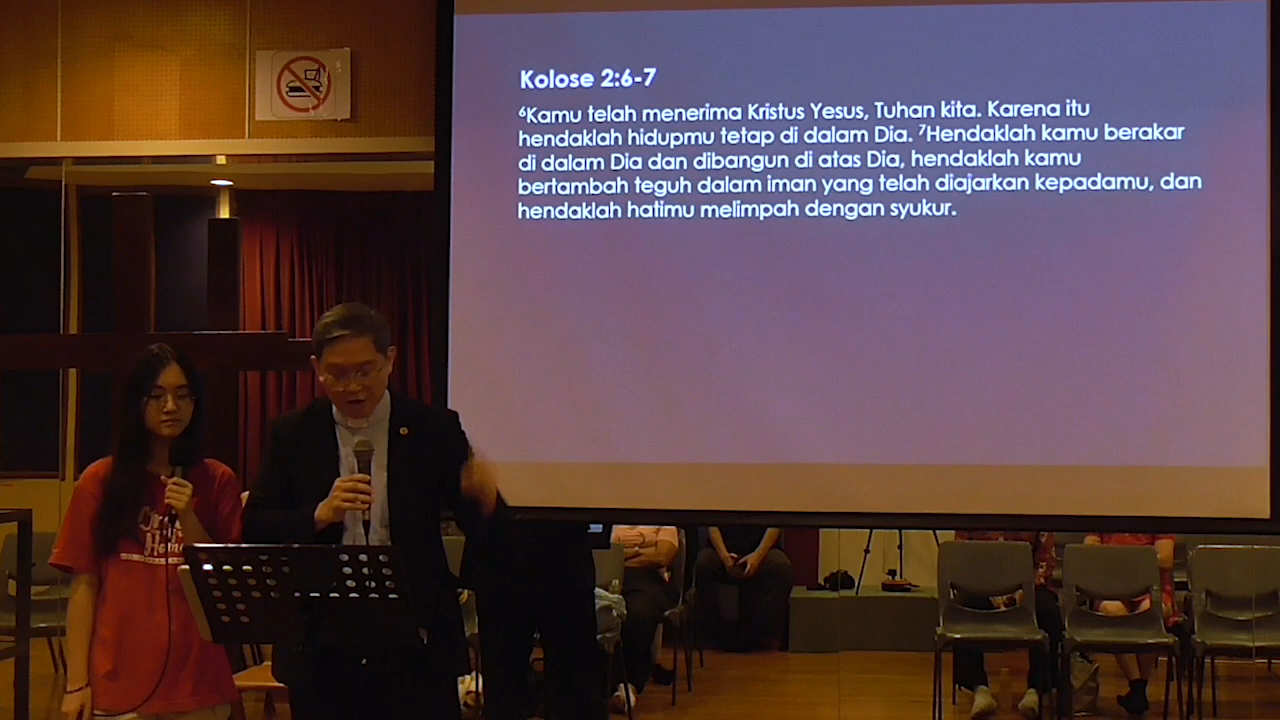 Kolose 2:6-7
⁶Kamu telah menerima Kristus Yesus, Tuhan kita. Karena itu
hendaklah hidupmu tetap di dalam Dia. ⁷Hendaklah kamu berakar
di dalam Dia dan dibangun di atas Dia, hendaklah kamu
bertambah teguh dalam iman yang telah diajarkan kepadamu, dan
hendaklah hatimu melimpah dengan syukur.